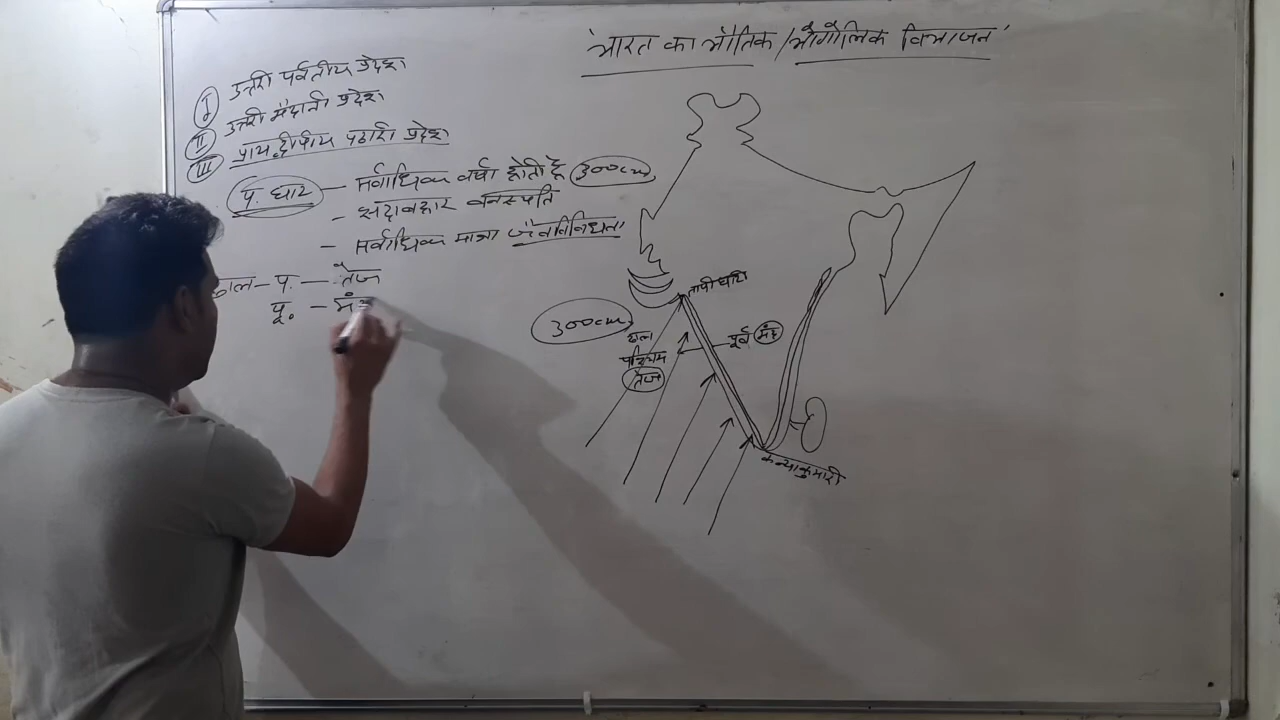 'भारत का भौतिक/भौगोलिक विभाजन'
I उत्तरी पर्वतीय प्रदेश
II उत्तरी मैदानी प्रदेश
III प्रायद्वीपीय पठारी प्रदेश
प. घाट – सर्वाधिक वर्षा होती है 300cm
- सदाबहार वनस्पति
- सर्वाधिक मात्रा जैवविविधता
ढाल – प. — तेज
पू. – मंद
तापी घाटी
300cm
ढाल
पूर्व मंद
पश्चिम
तेज
कन्याकुमारी